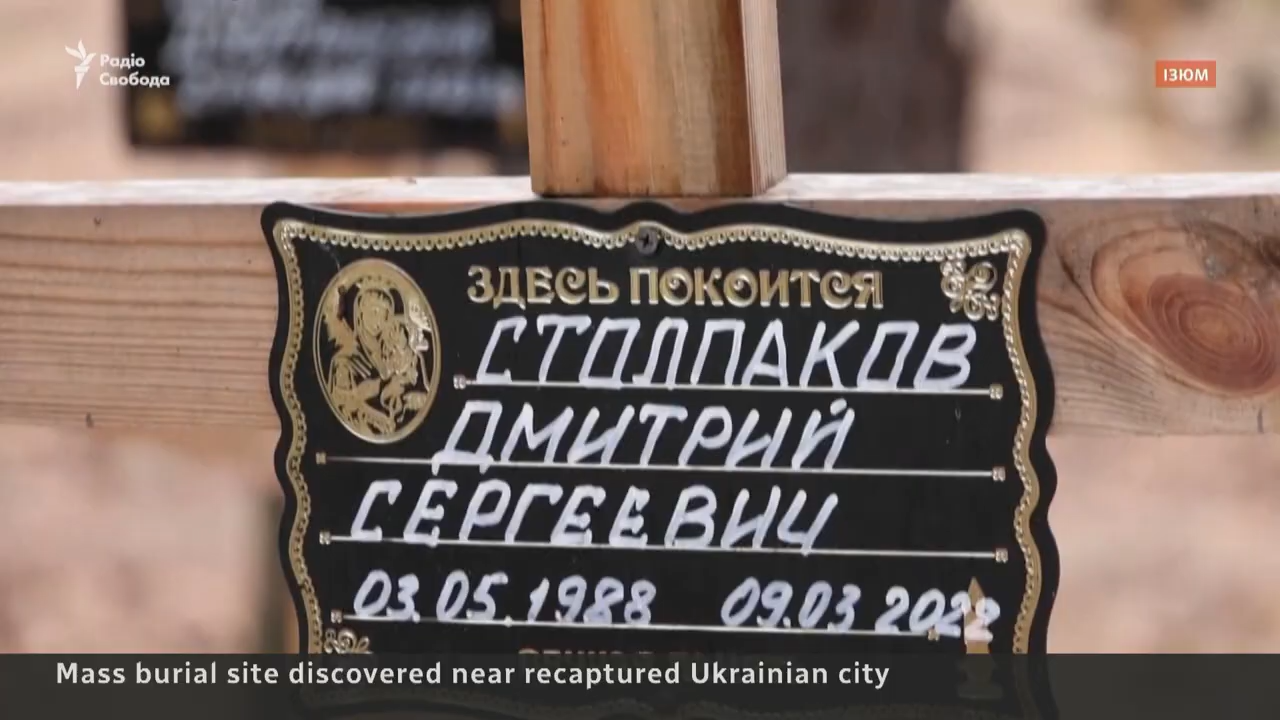 Радіо
Свобода
ІЗЮМ
ЗДЕСЬ ПОКОИТСЯ
СТОЛПАКОВ
ДМИТРИЙ
СЕРГЕЕВИЧ
03.05.1988 09.03 2022
Mass burial site discovered near recaptured Ukrainian city